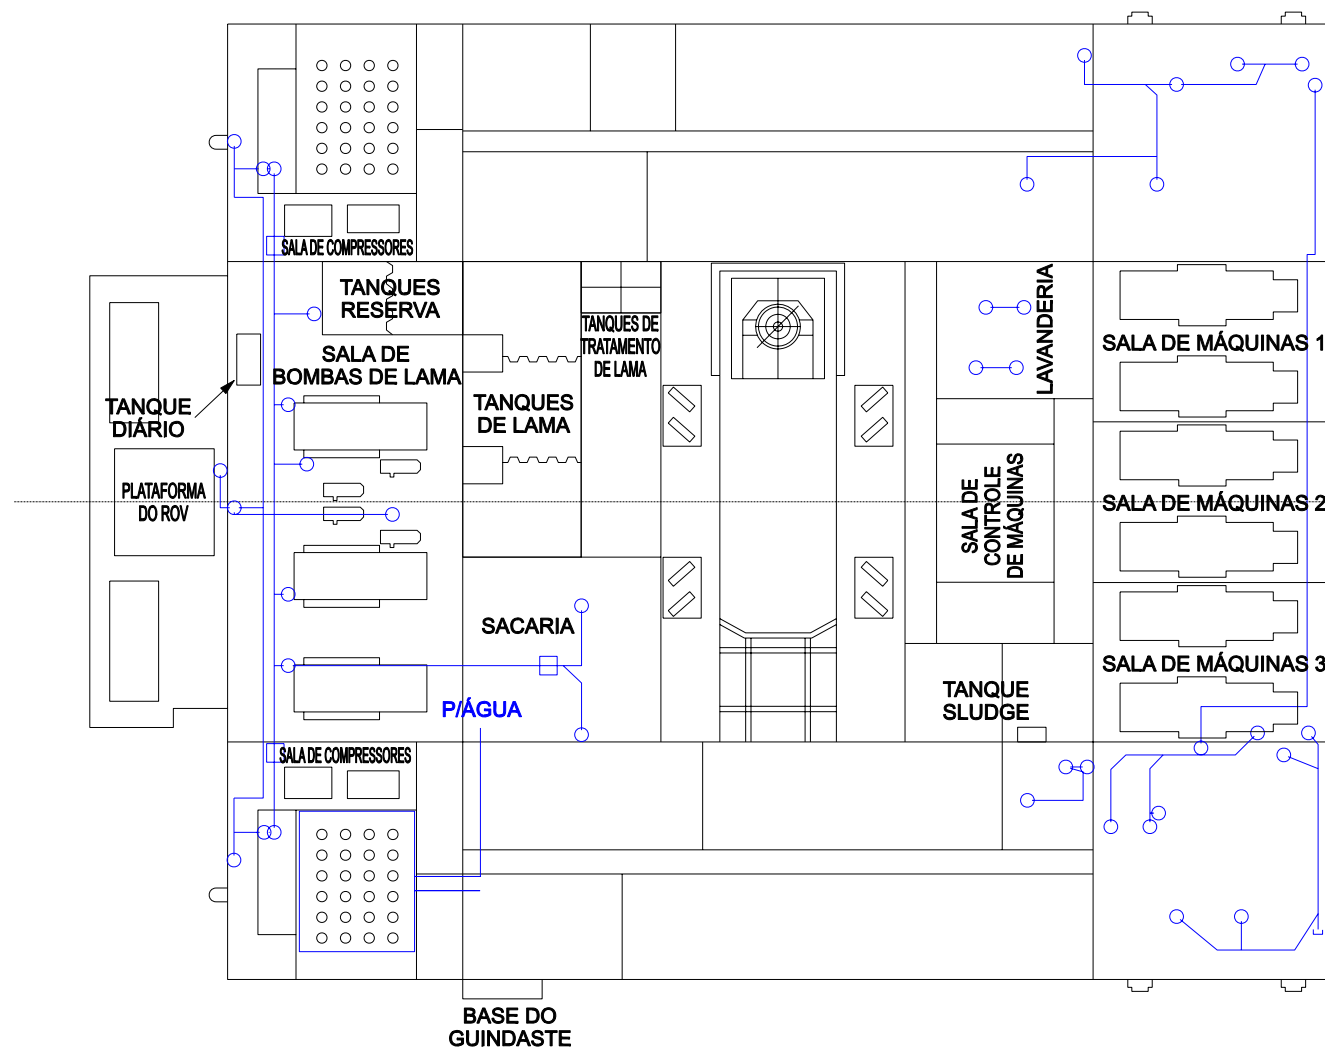 SALA DE COMPRESSORES
TANQUES
RESERVA
SALA DE
BOMBAS DE LAMA
TANQUES DE
TRATAMENTO
DE LAMA
LAVANDERIA
SALA DE MÁQUINAS 1
TANQUE
DIÁRIO
TANQUES
DE LAMA
PLATAFORMA
DO ROV
SALA DE
CONTROLE
DE MÁQUINAS
SALA DE MÁQUINAS 2
SACARIA
SALA DE MÁQUINAS 3
P/ÁGUA
TANQUE
SLUDGE
SALA DE COMPRESSORES
BASE DO
GUINDASTE